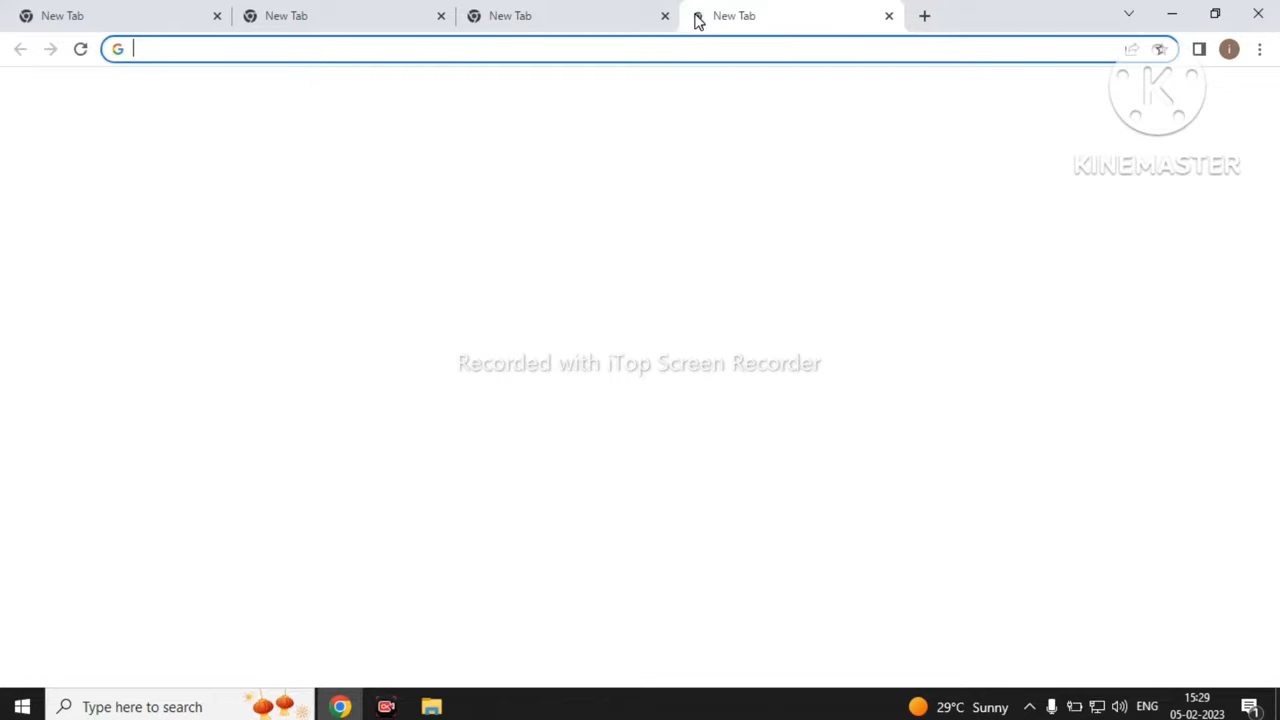 New Tab
New Tab
New Tab
New Tab
i
K
KINEMASTER
Recorded with iTop Screen Recorder
Type here to search
29°C Sunny
ENG
15:29
05-02-2023
1